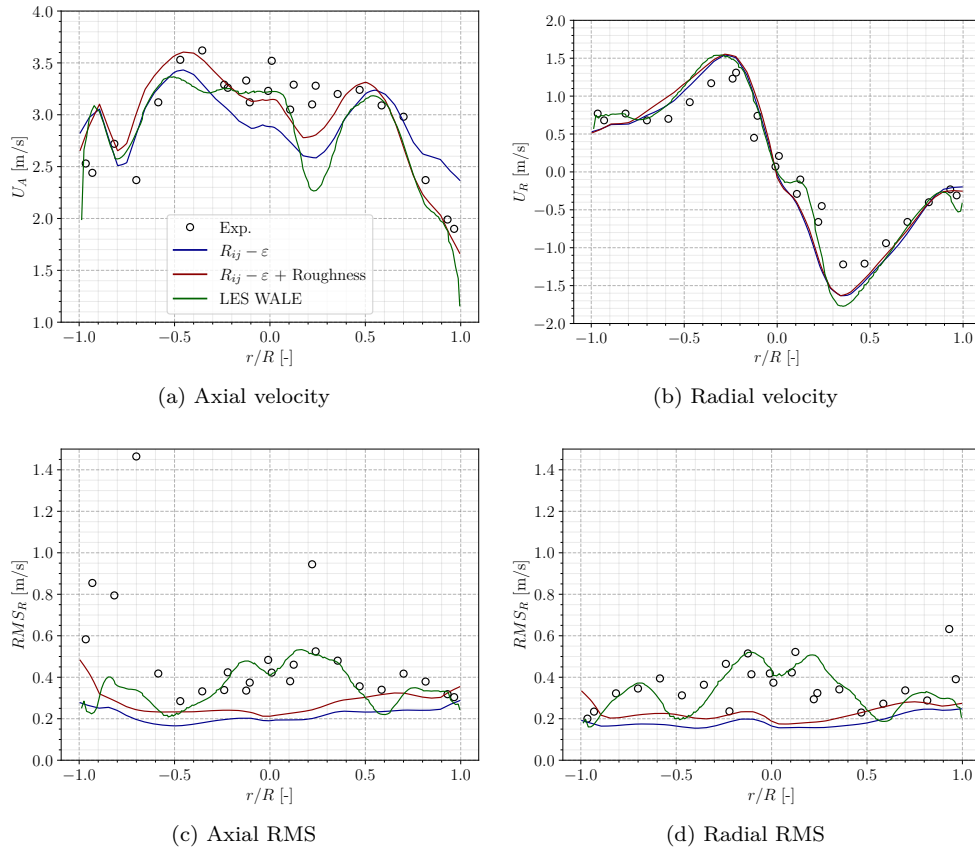 4.0
3.5
3.0
2.5
2.0
1.5
1.0
U_A [m/s]
Exp.
R_{ij} − ε
R_{ij} − ε + Roughness
LES WALE
−1.0 −0.5 0.0 0.5 1.0
r/R [-]
(a) Axial velocity
2.0
1.5
1.0
0.5
0.0
−0.5
−1.0
−1.5
−2.0
U_R [m/s]
−1.0 −0.5 0.0 0.5 1.0
r/R [-]
(b) Radial velocity
1.4
1.2
1.0
0.8
0.6
0.4
0.2
0.0
RMS_R [m/s]
−1.0 −0.5 0.0 0.5 1.0
r/R [-]
(c) Axial RMS
1.4
1.2
1.0
0.8
0.6
0.4
0.2
0.0
RMS_R [m/s]
−1.0 −0.5 0.0 0.5 1.0
r/R [-]
(d) Radial RMS